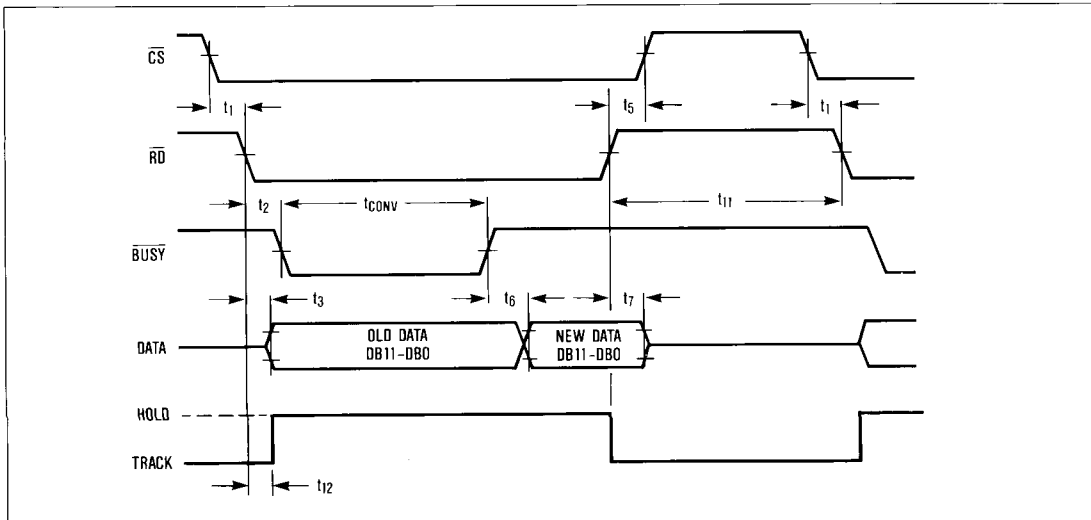 CS
t1
t5
t1
RD
t2
tCONV
t11
BUSY
t3
t6
t7
DATA
OLD DATA
DB11-DB0
NEW DATA
DB11-DB0
HOLD
TRACK
t12